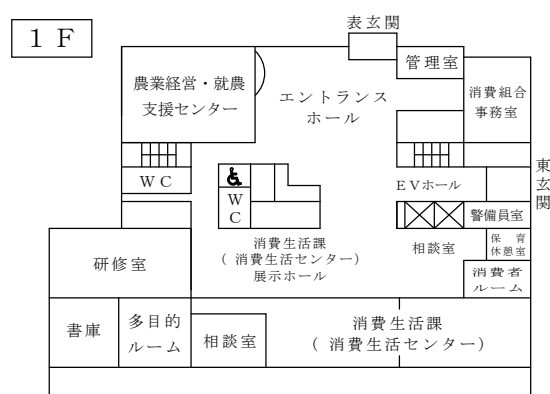 1F
表玄関
農業経営・就農
支援センター
エントランス
ホール
管理室
消費組合
事務室
東玄関
WC
WC
EVホール
警備員室
消費生活課
(消費生活センター)
展示ホール
相談室
保育
休憩室
消費者
ルーム
研修室
書庫
多目的
ルーム
相談室
消費生活課
(消費生活センター)